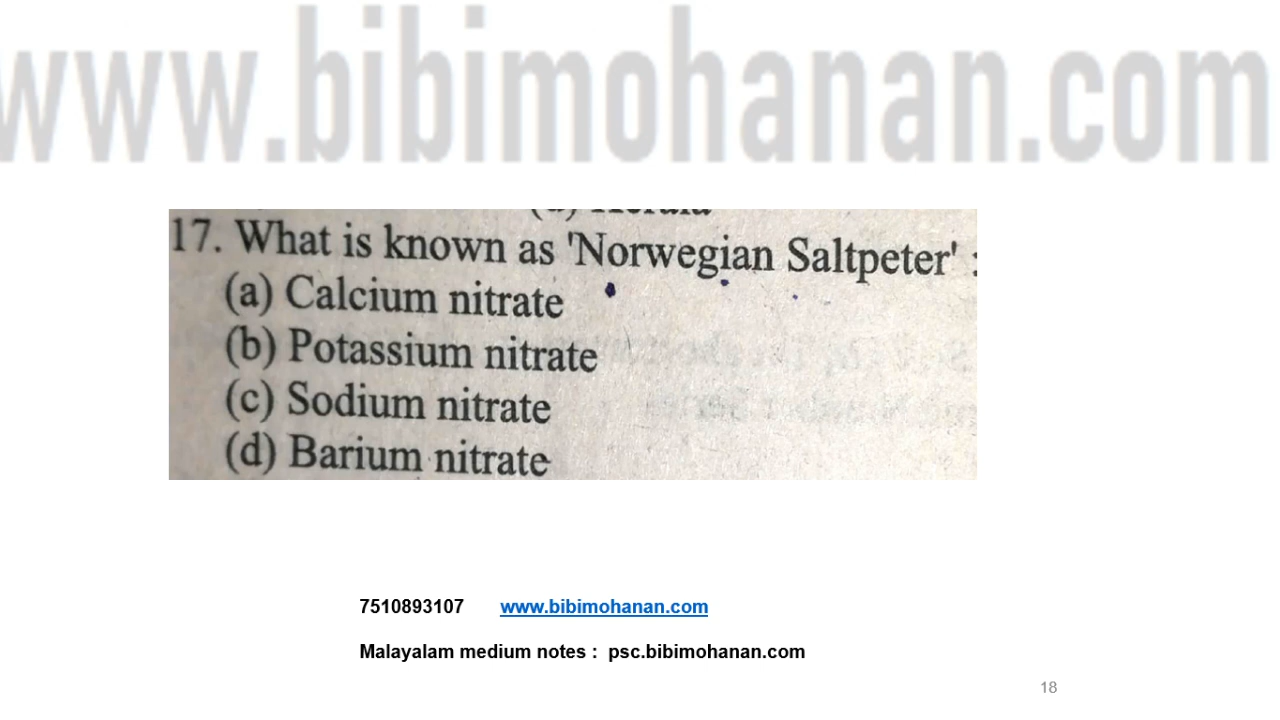 www.bibimohanan.com
17. What is known as 'Norwegian Saltpeter' :
(a) Calcium nitrate
(b) Potassium nitrate
(c) Sodium nitrate
(d) Barium nitrate
7510893107 www.bibimohanan.com
Malayalam medium notes : psc.bibimohanan.com
18